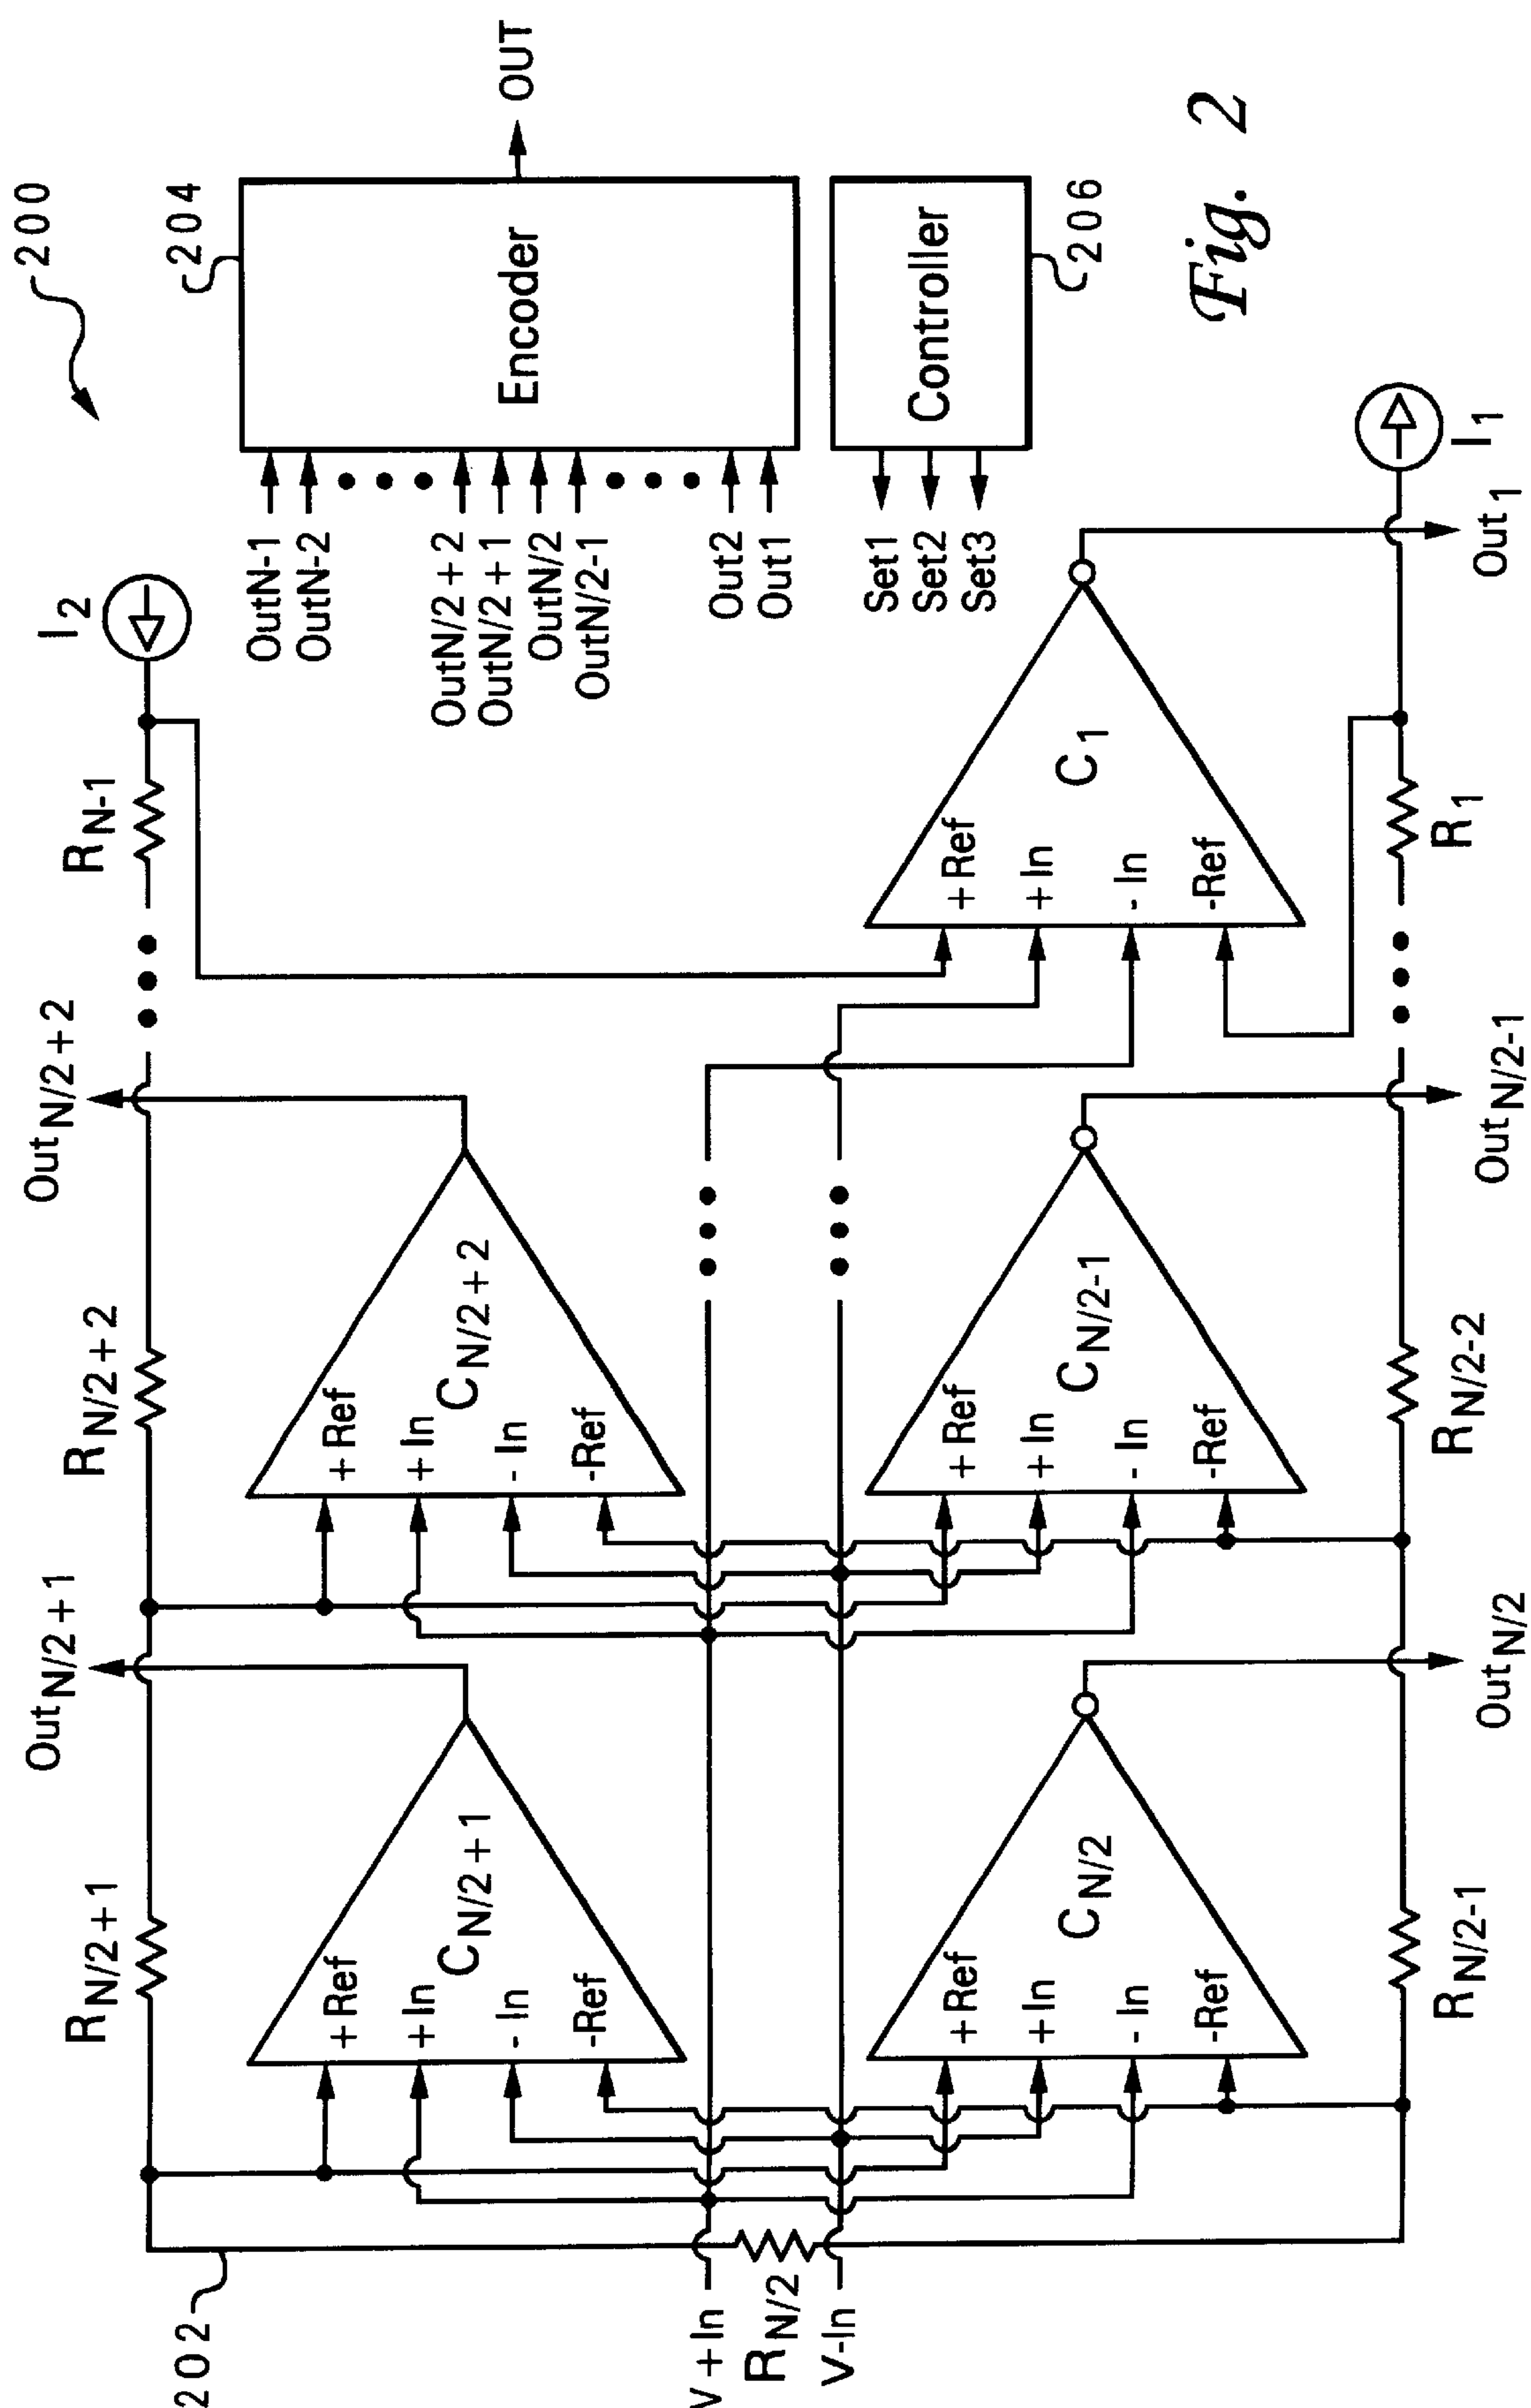 200
204
Encoder
OUT
OutN-1
OutN-2
OutN/2+2
OutN/2+1
OutN/2
OutN/2-1
Out2
Out1
Controller
206
Set1
Set2
Set3
Fig. 2
I2
RN-1
OutN/2+2
RN/2+2
OutN/2+1
RN/2+1
202
+Ref
+In
-In
-Ref
CN/2+1
+Ref
+In
-In
-Ref
CN/2+2
V+In
RN/2
V-In
+Ref
+In
-In
-Ref
CN/2
+Ref
+In
-In
-Ref
CN/2-1
+Ref
+In
-In
-Ref
C1
RN/2-1
OutN/2
RN/2-2
OutN/2-1
R1
Out1
I1